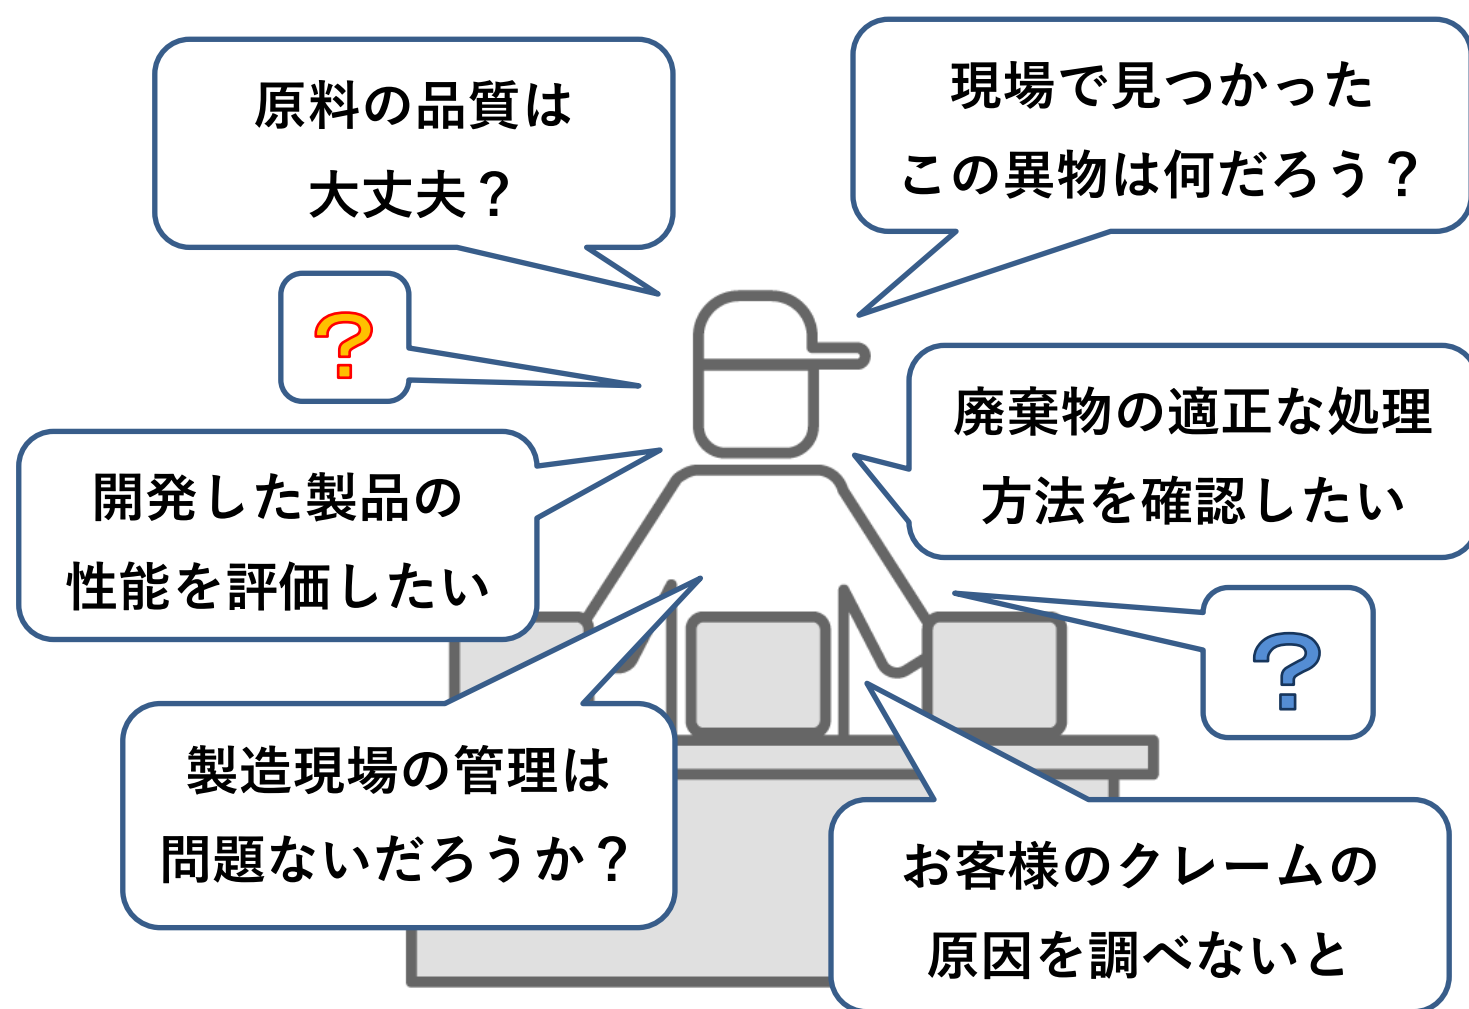 原料の品質は
大丈夫？
現場で見つかった
この異物は何だろう？
?
廃棄物の適正な処理
方法を確認したい
開発した製品の
性能を評価したい
?
製造現場の管理は
問題ないだろうか？
お客様のクレームの
原因を調べないと